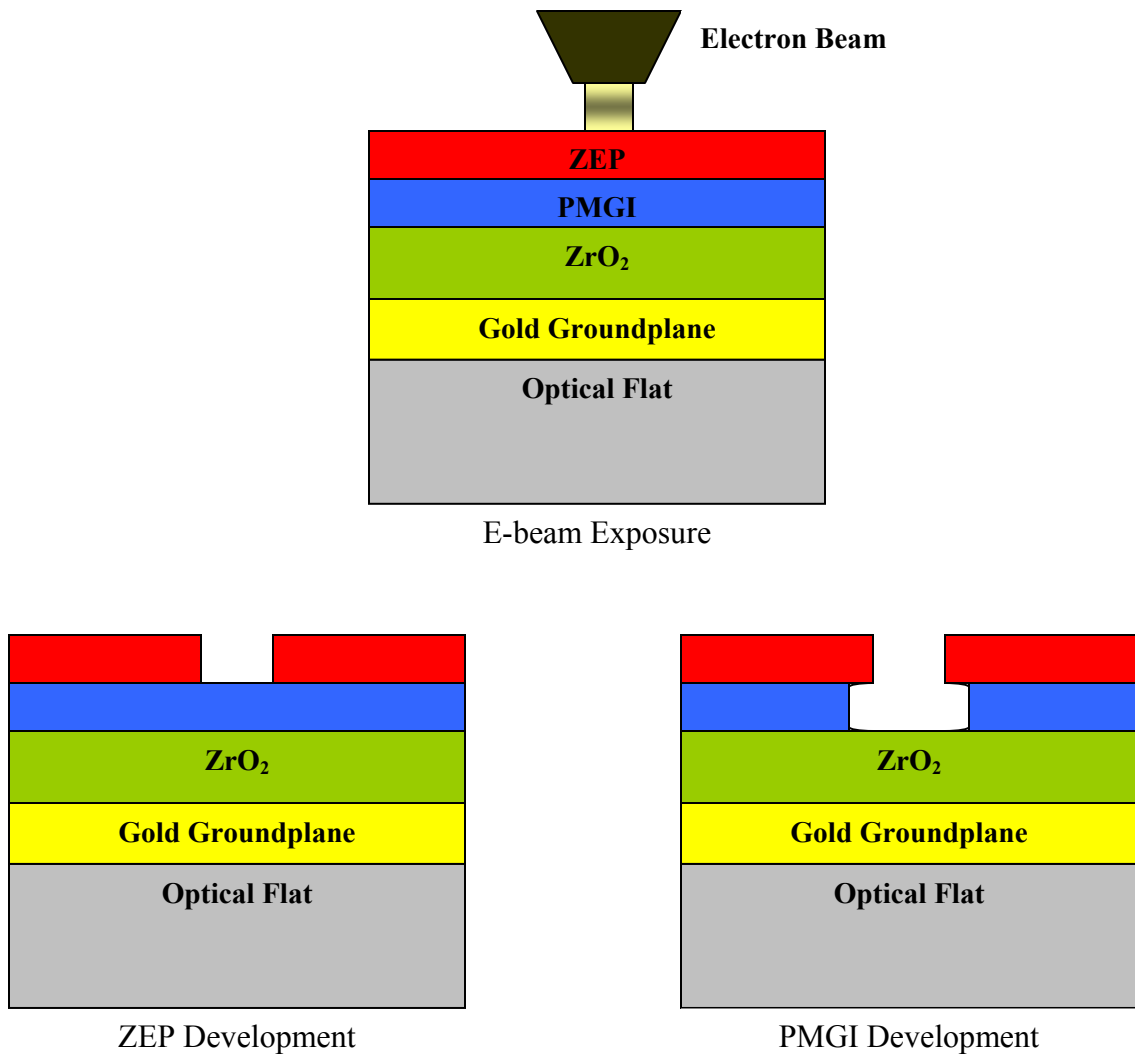 Electron Beam
ZEP
PMGI
ZrO₂
Gold Groundplane
Optical Flat
E-beam Exposure
ZrO₂
Gold Groundplane
Optical Flat
ZEP Development
ZrO₂
Gold Groundplane
Optical Flat
PMGI Development